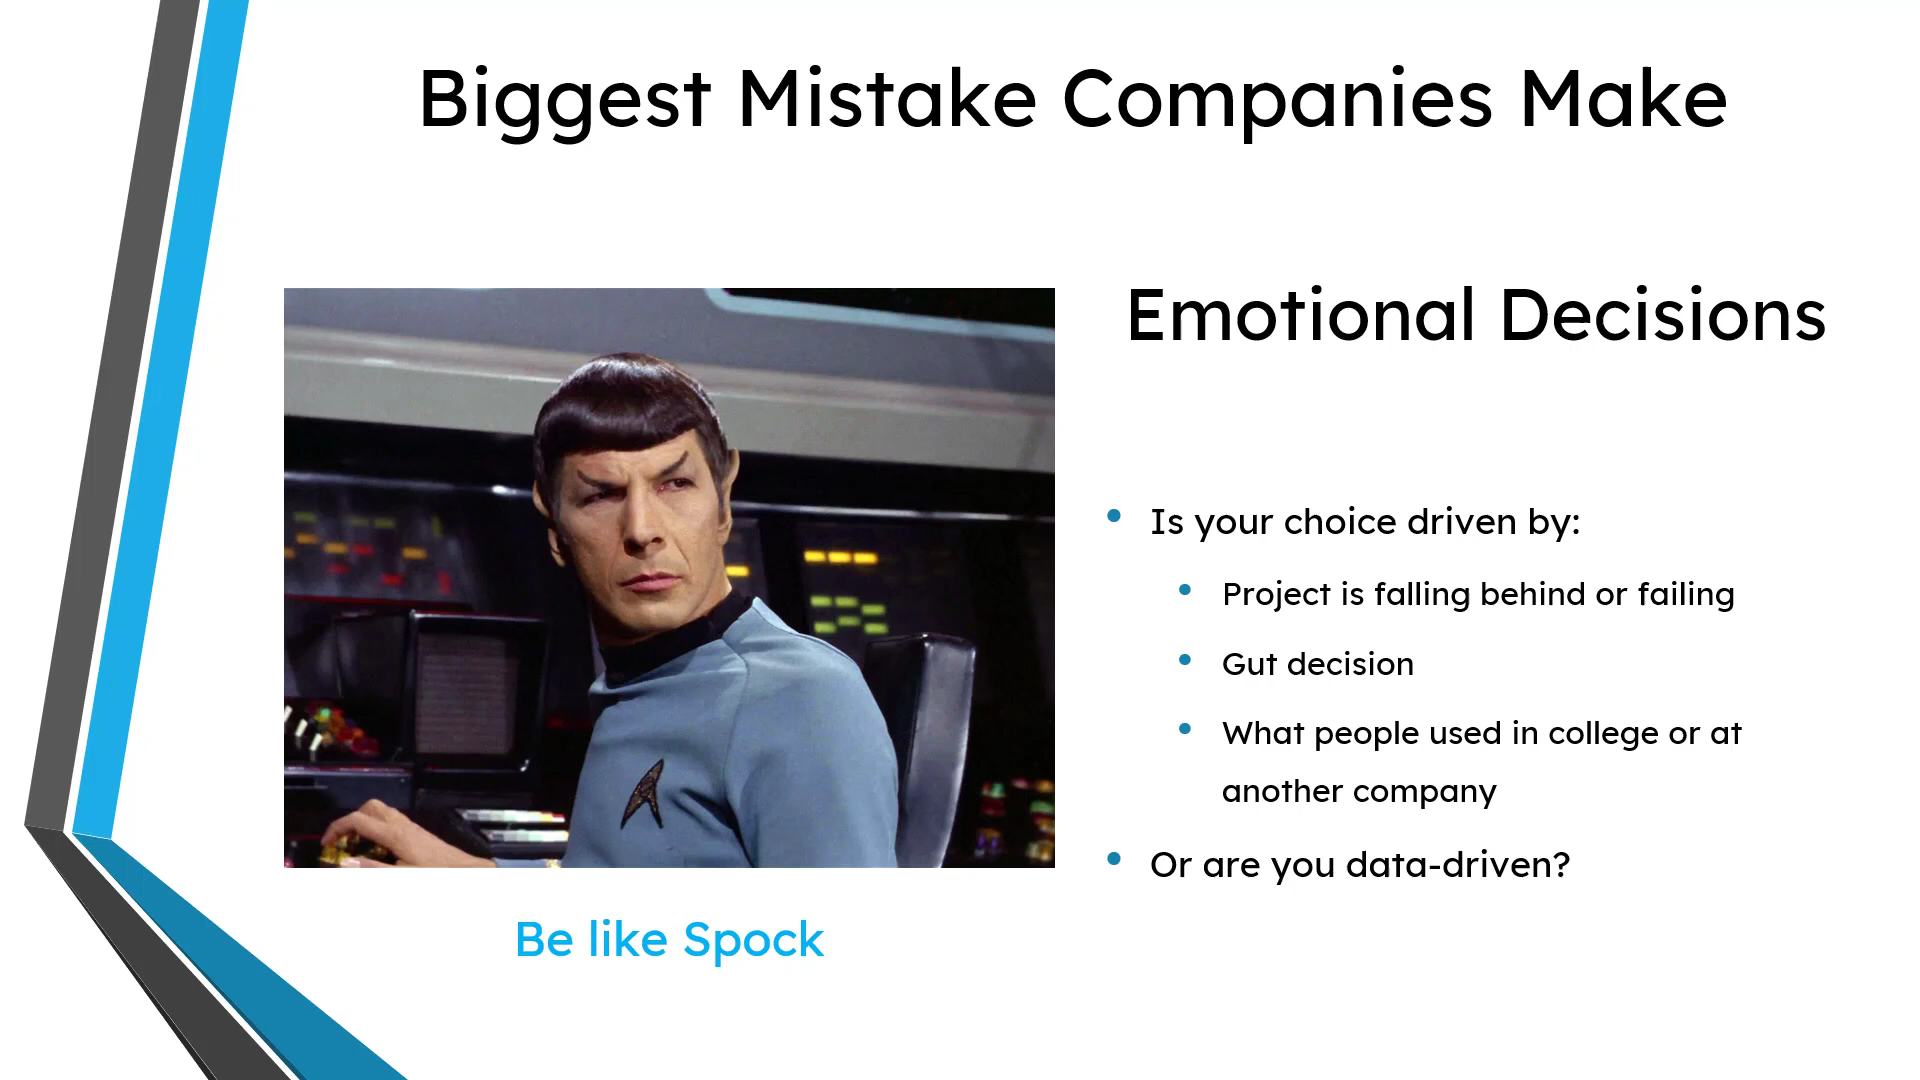 Biggest Mistake Companies Make
Emotional Decisions
Is your choice driven by:
Project is falling behind or failing
Gut decision
What people used in college or at
another company
Or are you data-driven?
Be like Spock